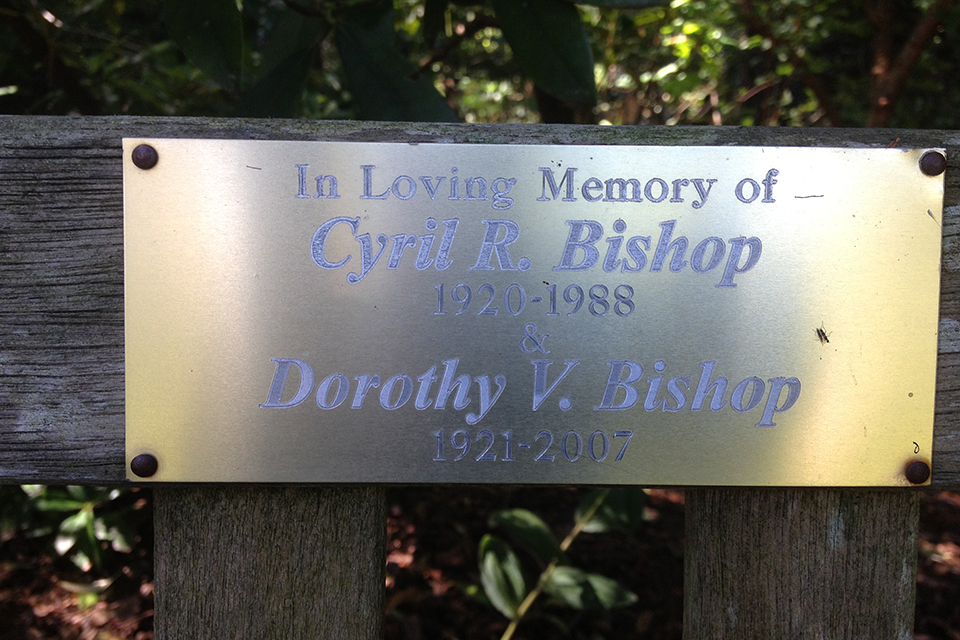 In Loving Memory of
Cyril R. Bishop
1920-1988
&
Dorothy V. Bishop
1921-2007